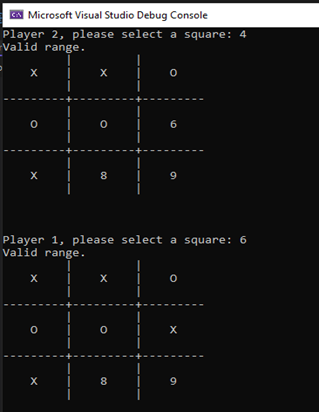 Microsoft Visual Studio Debug Console
Player 2, please select a square: 4
Valid range.
X | X | O
O | O | 6
X | 8 | 9
Player 1, please select a square: 6
Valid range.
X | X | O
O | O | X
X | 8 | 9